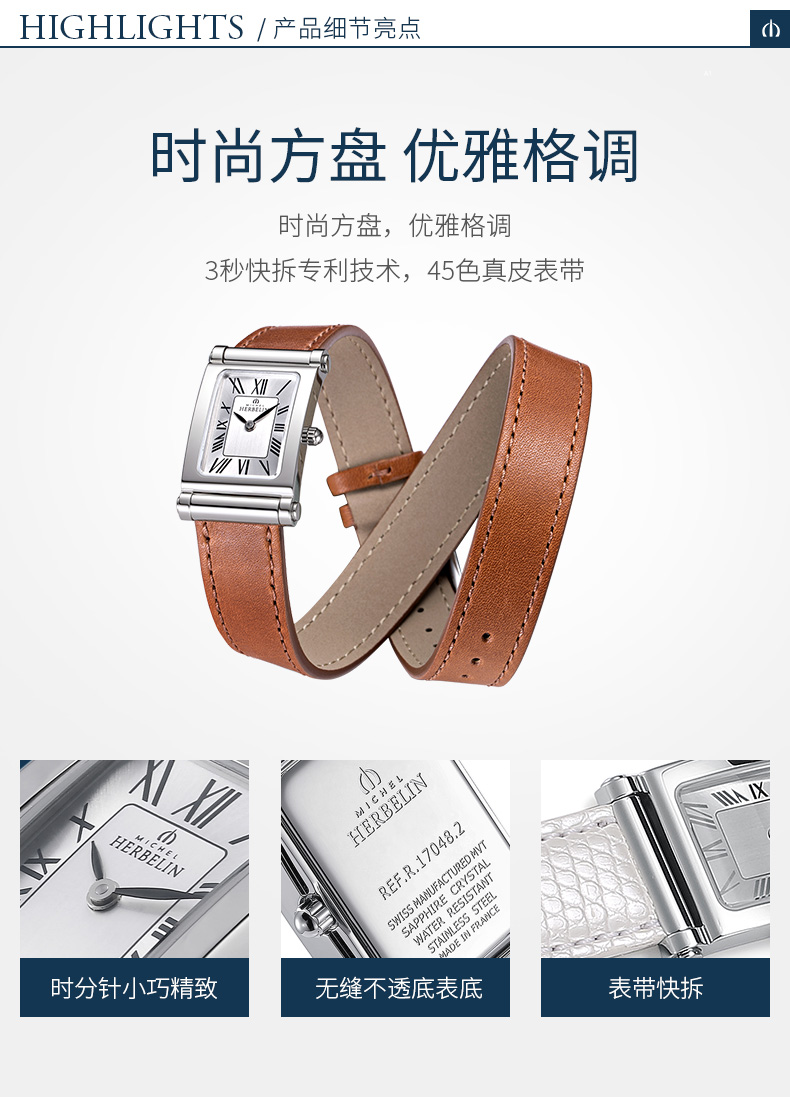 HIGHLIGHTS / 产品细节亮点
时尚方盘 优雅格调
时尚方盘，优雅格调
3秒快拆专利技术，45色真皮表带
XII
MICHEL
HERBELIN
MICHEL
HERBELIN
MICHEL
HERBELIN
REF.R.17048.2
SWISS MANUFACTURED MVT
SAPPHIRE CRYSTAL
WATER RESISTANT
STAINLESS STEEL
MADE IN FRANCE
时分针小巧精致
无缝不透底表底
表带快拆